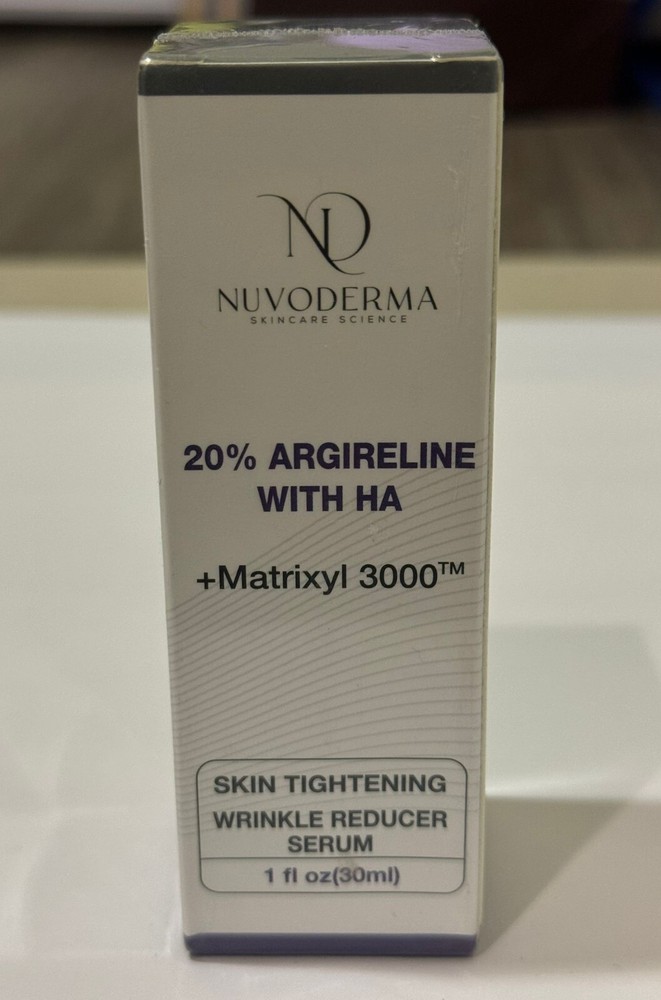 ND
NUVODERMA
SKINCARE SCIENCE
20% ARGIRELINE
WITH HA
+Matrixyl 3000™
SKIN TIGHTENING
WRINKLE REDUCER
SERUM
1 fl oz(30ml)